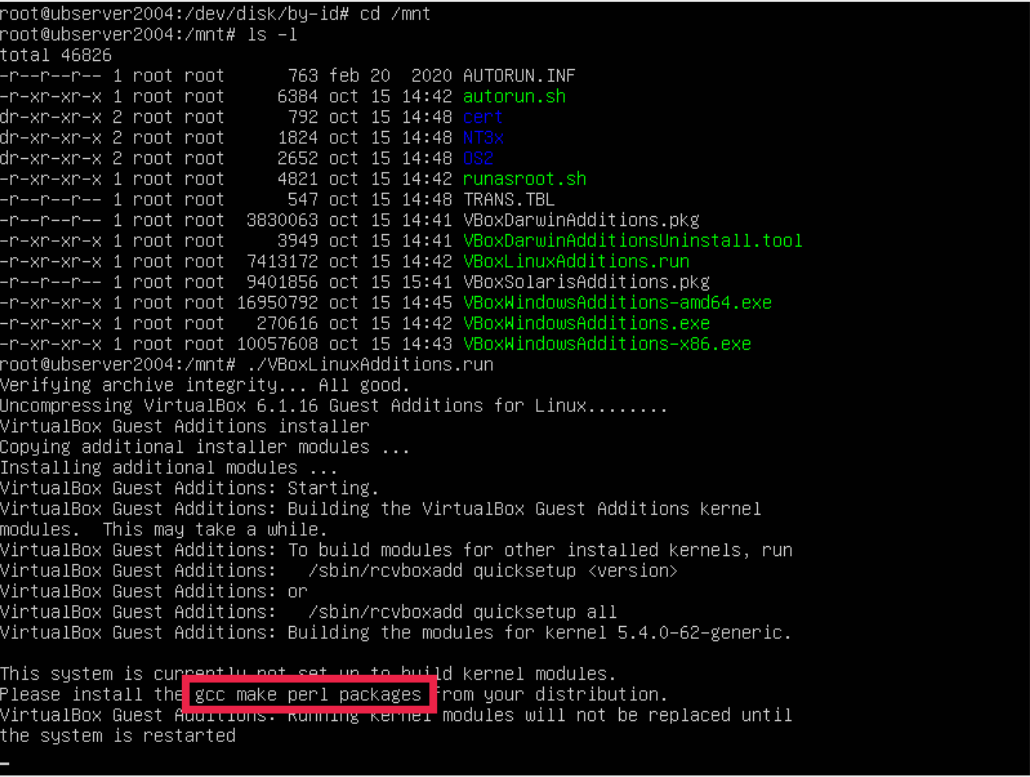 root@ubserver2004:/dev/disk/by-id# cd /mnt
root@ubserver2004:/mnt# ls -l
total 46826
-r--r--r-- 1 root root      763 feb 20  2020 AUTORUN.INF
-r-xr-xr-x 1 root root     6384 oct 15 14:42 autorun.sh
dr-xr-xr-x 2 root root      792 oct 15 14:48 cert
dr-xr-xr-x 2 root root     1824 oct 15 14:48 NT3x
dr-xr-xr-x 2 root root     2652 oct 15 14:48 OS2
-r-xr-xr-x 1 root root     4821 oct 15 14:42 runasroot.sh
-r--r--r-- 1 root root      547 oct 15 14:48 TRANS.TBL
-r--r--r-- 1 root root  3830063 oct 15 14:41 VBoxDarwinAdditions.pkg
-r-xr-xr-x 1 root root     3949 oct 15 14:41 VBoxDarwinAdditionsUninstall.tool
-r-xr-xr-x 1 root root  7413172 oct 15 14:42 VBoxLinuxAdditions.run
-r--r--r-- 1 root root  9401856 oct 15 15:41 VBoxSolarisAdditions.pkg
-r-xr-xr-x 1 root root 16950792 oct 15 14:45 VBoxWindowsAdditions-amd64.exe
-r-xr-xr-x 1 root root   270616 oct 15 14:42 VBoxWindowsAdditions.exe
-r-xr-xr-x 1 root root 10057608 oct 15 14:43 VBoxWindowsAdditions-x86.exe
root@ubserver2004:/mnt# ./VBoxLinuxAdditions.run
Verifying archive integrity... All good.
Uncompressing VirtualBox 6.1.16 Guest Additions for Linux........
VirtualBox Guest Additions installer
Copying additional installer modules ...
Installing additional modules ...
VirtualBox Guest Additions: Starting.
VirtualBox Guest Additions: Building the VirtualBox Guest Additions kernel
modules.  This may take a while.
VirtualBox Guest Additions: To build modules for other installed kernels, run
VirtualBox Guest Additions:   /sbin/rcvboxadd quicksetup <version>
VirtualBox Guest Additions: or
VirtualBox Guest Additions:   /sbin/rcvboxadd quicksetup all
VirtualBox Guest Additions: Building the modules for kernel 5.4.0-62-generic.
This system is currently not set up to build kernel modules.
Please install the gcc make perl packages from your distribution.
VirtualBox Guest Additions: Running kernel modules will not be replaced until
the system is restarted